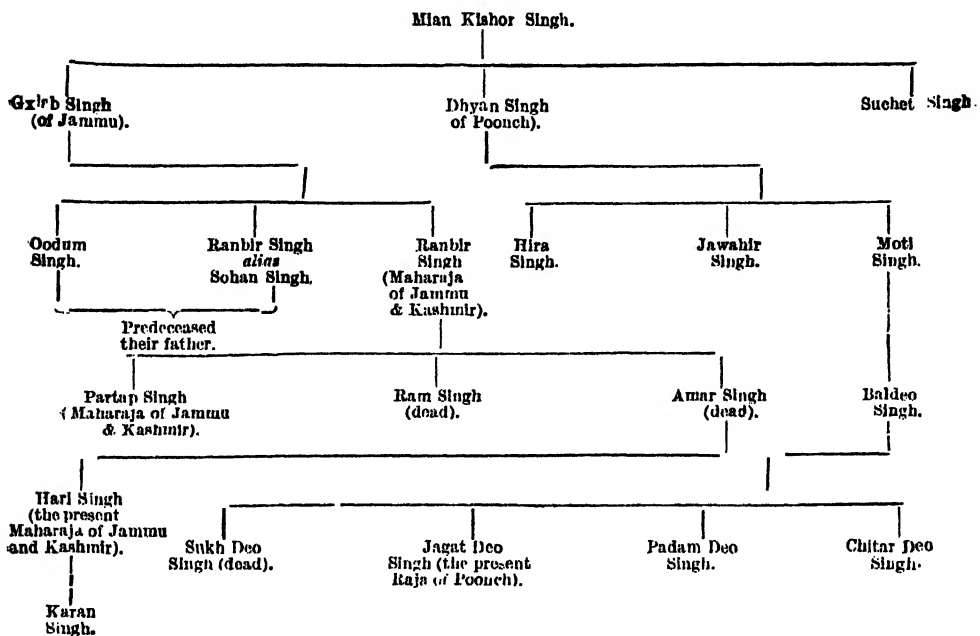 Mian Kishor Singh.
Singh
(of Jammu).
Dhyan Singh
of Poonch).
Suchet Singh.
Oodum
Singh.
Ranbir Singh
alias
Sohan Singh.
Ranbir
Singh
(Maharaja
of Jammu
& Kashmir).
Hira
Singh.
Jawahir
Singh.
Moti
Singh.
Predeceased
their father.
Partap Singh
(Maharaja of Jammu
& Kashmir).
Ram Singh
(dead).
Amar Singh
(dead).
Baldeo
Singh.
Hari Singh
(the present
Maharaja of Jammu
and Kashmir).
Sukh Deo
Singh (dead).
Jagat Deo
Singh (the present
Raja of Poonch).
Padam Deo
Singh.
Chitar Deo
Singh.
Karan
Singh.